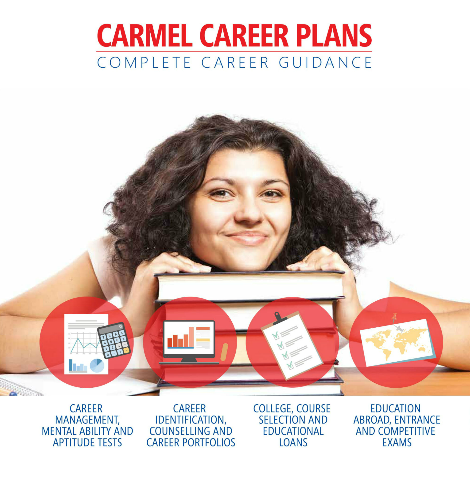 CARMEL CAREER PLANS
COMPLETE CAREER GUIDANCE
CAREER
MANAGEMENT,
MENTAL ABILITY AND
APTITUDE TESTS
CAREER
IDENTIFICATION,
COUNSELLING AND
CAREER PORTFOLIOS
COLLEGE, COURSE
SELECTION AND
EDUCATIONAL
LOANS
EDUCATION
ABROAD, ENTRANCE
AND COMPETITIVE
EXAMS